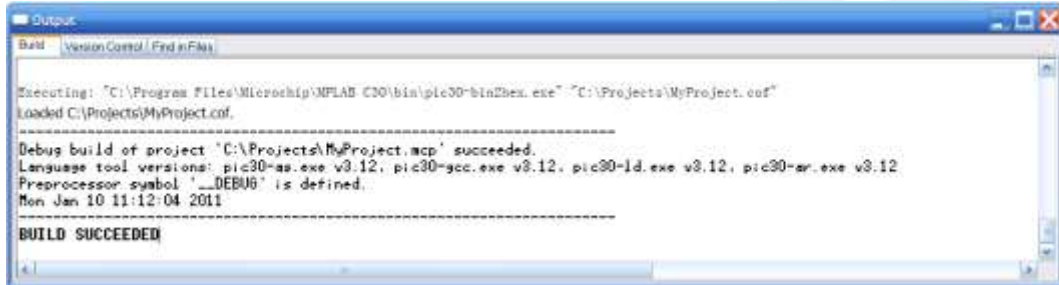 Output
Build Version Control Find in Files
Executing: "C:\Program Files\Microchip\MPLAB C30\bin\pic30-bin2hex.exe" "C:\Projects\MyProject.cof"
Loaded C:\Projects\MyProject.cof.
----------------------------------------------------------------------
Debug build of project `C:\Projects\MyProject.mcp' succeeded.
Language tool versions: pic30-as.exe v3.12, pic30-gcc.exe v3.12, pic30-ld.exe v3.12, pic30-ar.exe v3.12
Preprocessor symbol `__DEBUG' is defined.
Mon Jan 10 11:12:04 2011
----------------------------------------------------------------------
BUILD SUCCEEDED